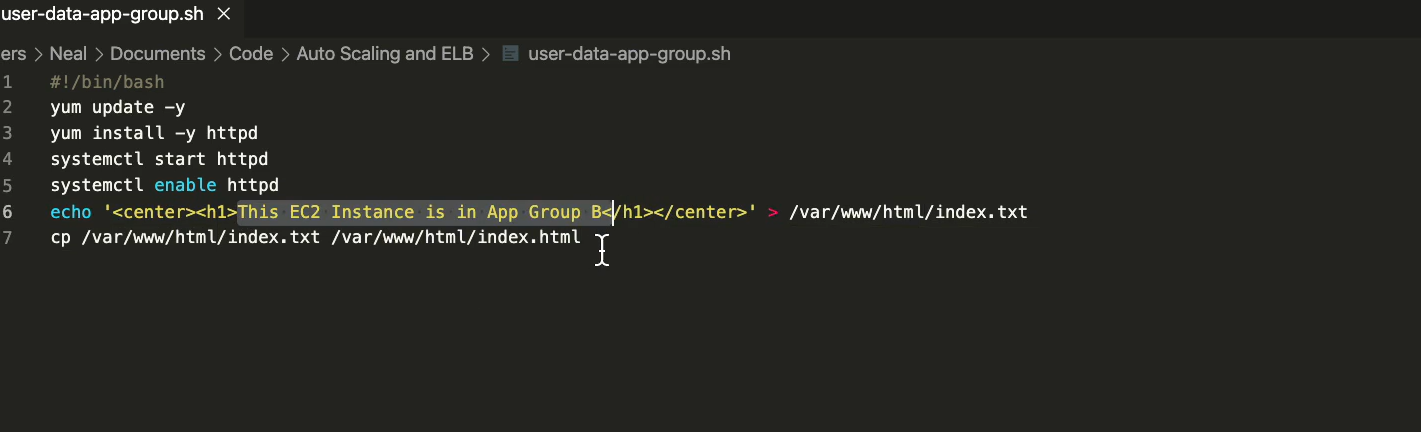 user-data-app-group.sh ×
ers > Neal > Documents > Code > Auto Scaling and ELB > user-data-app-group.sh
1 #!/bin/bash
2 yum update -y
3 yum install -y httpd
4 systemctl start httpd
5 systemctl enable httpd
6 echo '<center><h1>This EC2 Instance is in App Group B</h1></center>' > /var/www/html/index.txt
7 cp /var/www/html/index.txt /var/www/html/index.html